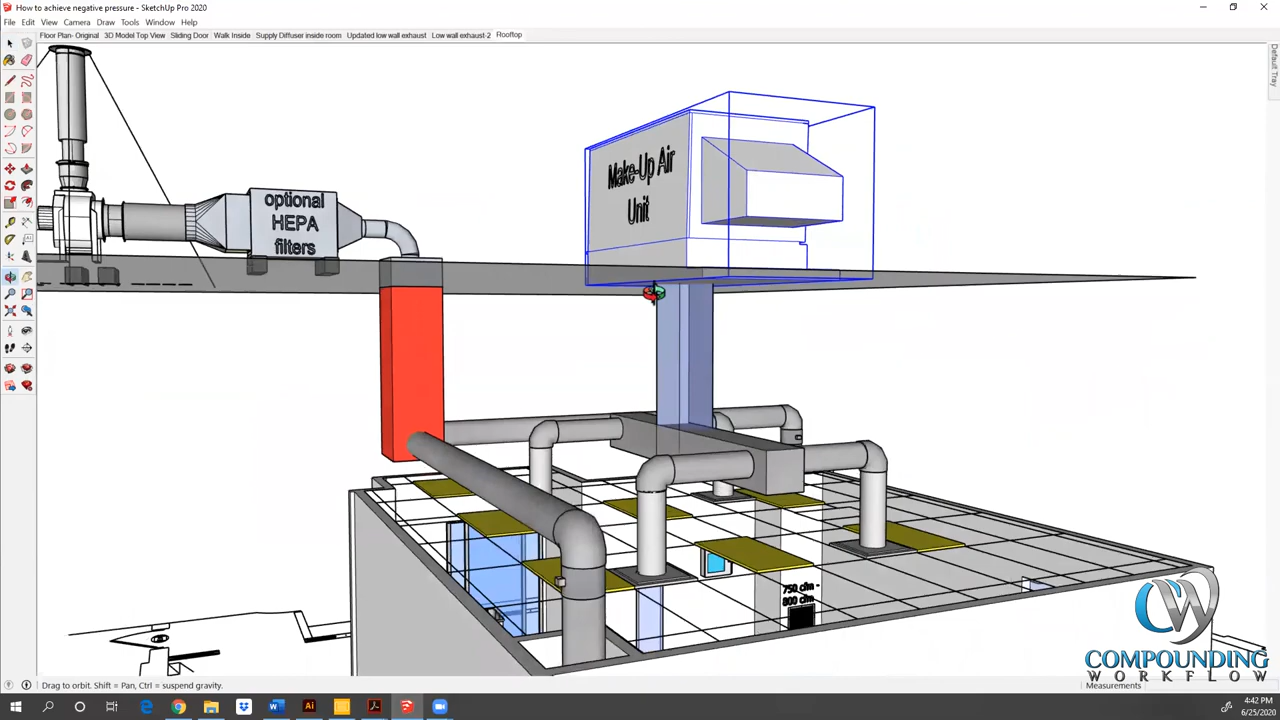 How to achieve negative pressure - SketchUp Pro 2020
File Edit View Camera Draw Tools Window Help
Floor Plan- Original 3D Model Top View Sliding Door Walk Inside Supply Diffuser inside room Updated low wall exhaust Low wall exhaust-2 Rooftop
Default Tray
Make-Up Air
Unit
optional
HEPA
filters
750 cfm -
800 cfm
CW
COMPOUNDING
WORKFLOW
Drag to orbit. Shift = Pan, Ctrl = suspend gravity.
Measurements
4:42 PM
6/25/2020